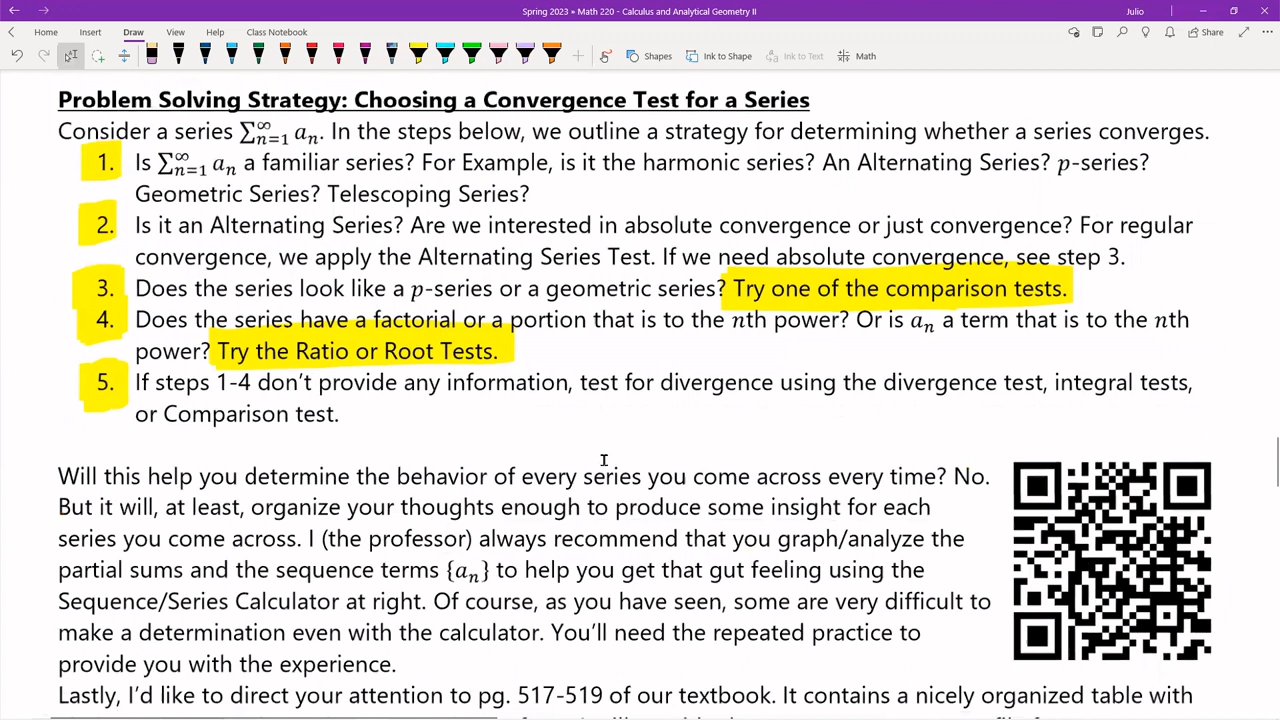 Spring 2023 » Math 220 - Calculus and Analytical Geometry II
Julio
Home Insert Draw View Help Class Notebook
Share
Shapes Ink to Shape Ink to Text Math
Problem Solving Strategy: Choosing a Convergence Test for a Series
Consider a series ∑_{n=1}^{∞} a_n. In the steps below, we outline a strategy for determining whether a series converges.
1. Is ∑_{n=1}^{∞} a_n a familiar series? For Example, is it the harmonic series? An Alternating Series? p-series?
Geometric Series? Telescoping Series?
2. Is it an Alternating Series? Are we interested in absolute convergence or just convergence? For regular
convergence, we apply the Alternating Series Test. If we need absolute convergence, see step 3.
3. Does the series look like a p-series or a geometric series? Try one of the comparison tests.
4. Does the series have a factorial or a portion that is to the nth power? Or is a_n a term that is to the nth
power? Try the Ratio or Root Tests.
5. If steps 1-4 don't provide any information, test for divergence using the divergence test, integral tests,
or Comparison test.
Will this help you determine the behavior of every series you come across every time? No.
But it will, at least, organize your thoughts enough to produce some insight for each
series you come across. I (the professor) always recommend that you graph/analyze the
partial sums and the sequence terms {a_n} to help you get that gut feeling using the
Sequence/Series Calculator at right. Of course, as you have seen, some are very difficult to
make a determination even with the calculator. You'll need the repeated practice to
provide you with the experience.
Lastly, I'd like to direct your attention to pg. 517-519 of our textbook. It contains a nicely organized table with